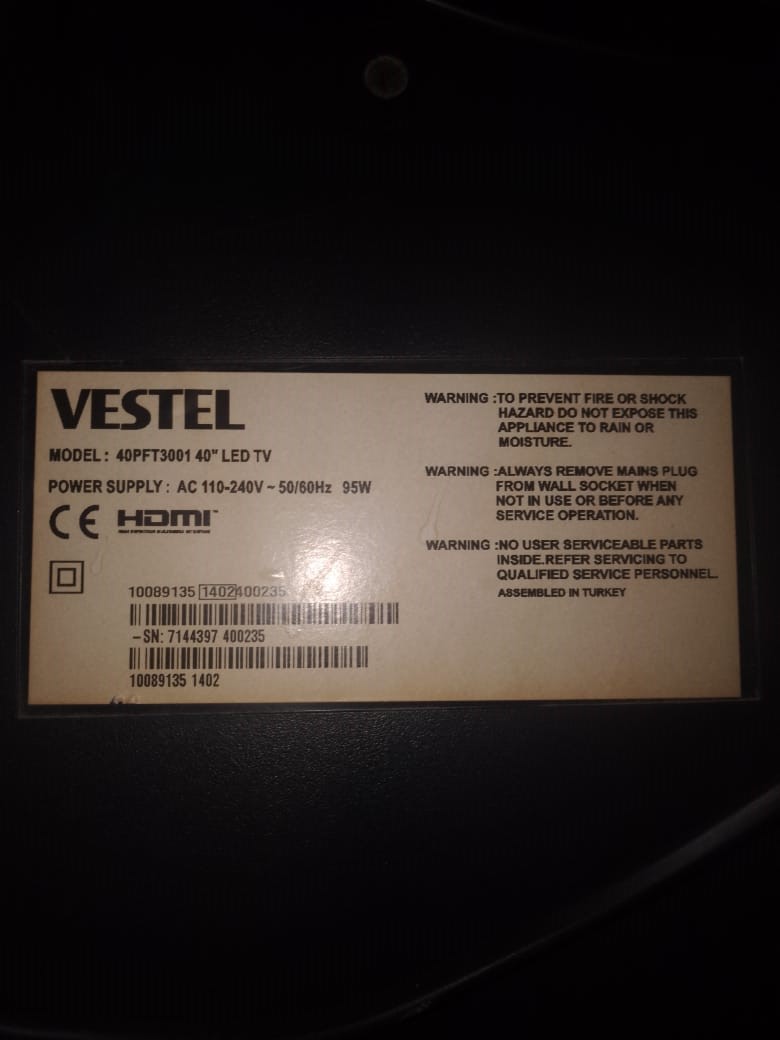 VESTEL
MODEL : 40PFT3001 40" LED TV
POWER SUPPLY : AC 110-240V ~ 50/60Hz 95W
CE HDMI™
10089135 1402 400235
– SN: 7144397 400235
10089135 1402
WARNING :TO PREVENT FIRE OR SHOCK
HAZARD DO NOT EXPOSE THIS
APPLIANCE TO RAIN OR
MOISTURE.
WARNING :ALWAYS REMOVE MAINS PLUG
FROM WALL SOCKET WHEN
NOT IN USE OR BEFORE ANY
SERVICE OPERATION.
WARNING :NO USER SERVICEABLE PARTS
INSIDE.REFER SERVICING TO
QUALIFIED SERVICE PERSONNEL.
ASSEMBLED IN TURKEY